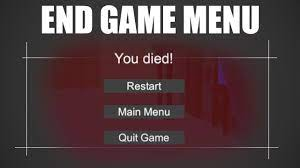 END GAME MENU
You died!
Restart
Main Menu
Quit Game